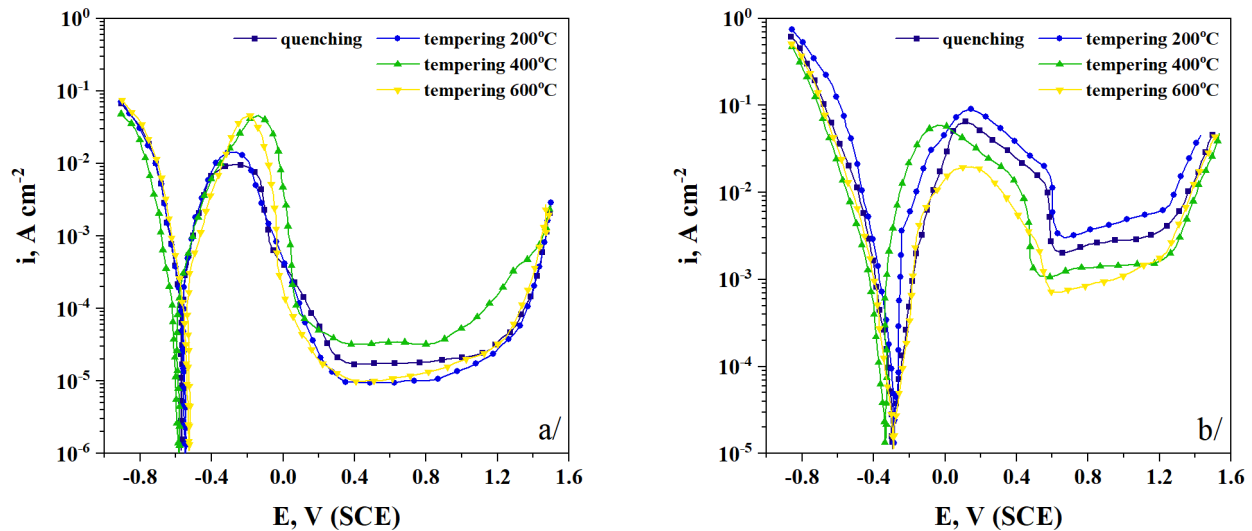 10^0
10^-1
10^-2
10^-3
10^-4
10^-5
10^-6
i, A cm^-2
quenching
tempering 200°C
tempering 400°C
tempering 600°C
a/
-0.8 -0.4 0.0 0.4 0.8 1.2 1.6
E, V (SCE)
10^0
10^-1
10^-2
10^-3
10^-4
10^-5
i, A cm^-2
quenching
tempering 200°C
tempering 400°C
tempering 600°C
b/
-0.8 -0.4 0.0 0.4 0.8 1.2 1.6
E, V (SCE)